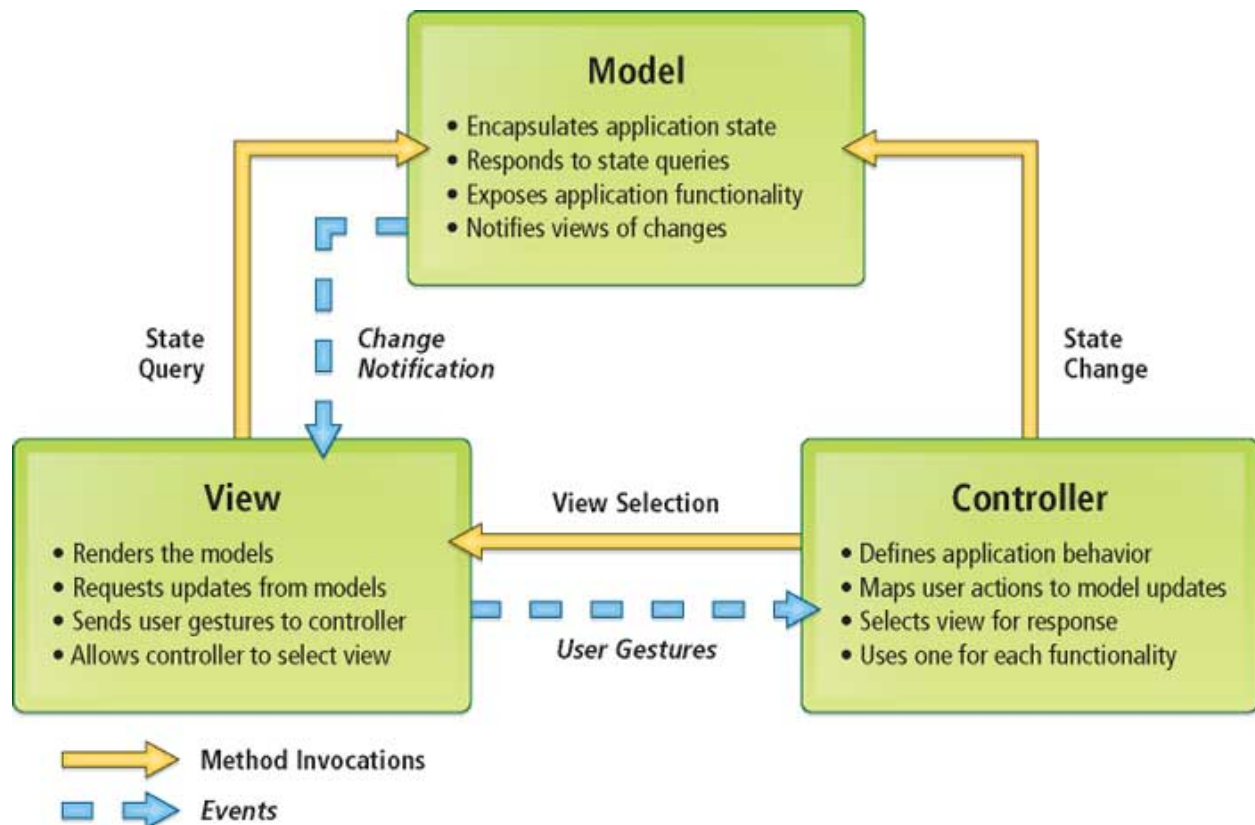 Model
• Encapsulates application state
• Responds to state queries
• Exposes application functionality
• Notifies views of changes
State
Query
Change
Notification
State
Change
View
• Renders the models
• Requests updates from models
• Sends user gestures to controller
• Allows controller to select view
View Selection
User Gestures
Controller
• Defines application behavior
• Maps user actions to model updates
• Selects view for response
• Uses one for each functionality
Method Invocations
Events